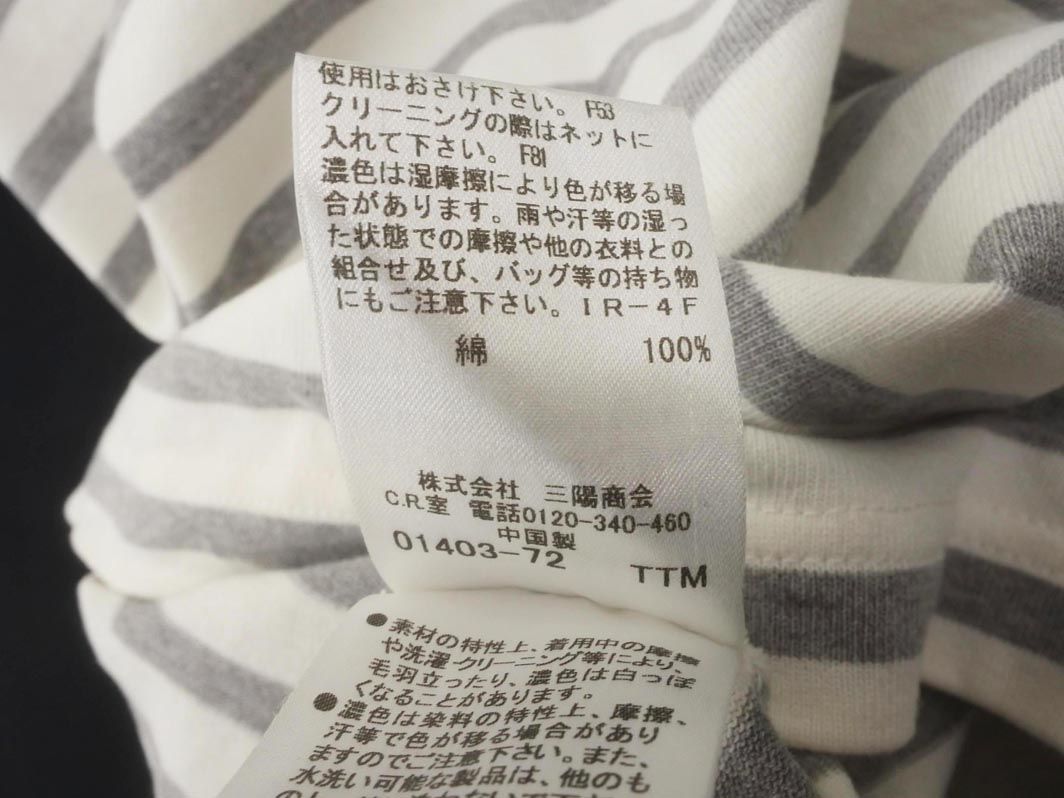 使用はおさけ下さい。F53
クリーニングの際はネットに
入れて下さい。F81
濃色は湿摩擦により色が移る場
合があります。雨や汗等の湿っ
た状態での摩擦や他の衣料との
組合せ及び、バッグ等の持ち物
にもご注意下さい。IR-4F
綿 100%
株式会社 三陽商会
C.R.室 電話0120-340-460
中国製
01403-72 TTM
●素材の特性上、着用中の摩擦
や洗濯・クリーニング等により、
毛羽立ったり、濃色は白っぽ
くなることがあります。
●濃色は染料の特性上、摩擦、
汗等で色が移る場合があり
ますのでご注意下さい。また、
水洗い可能な製品は、他のも